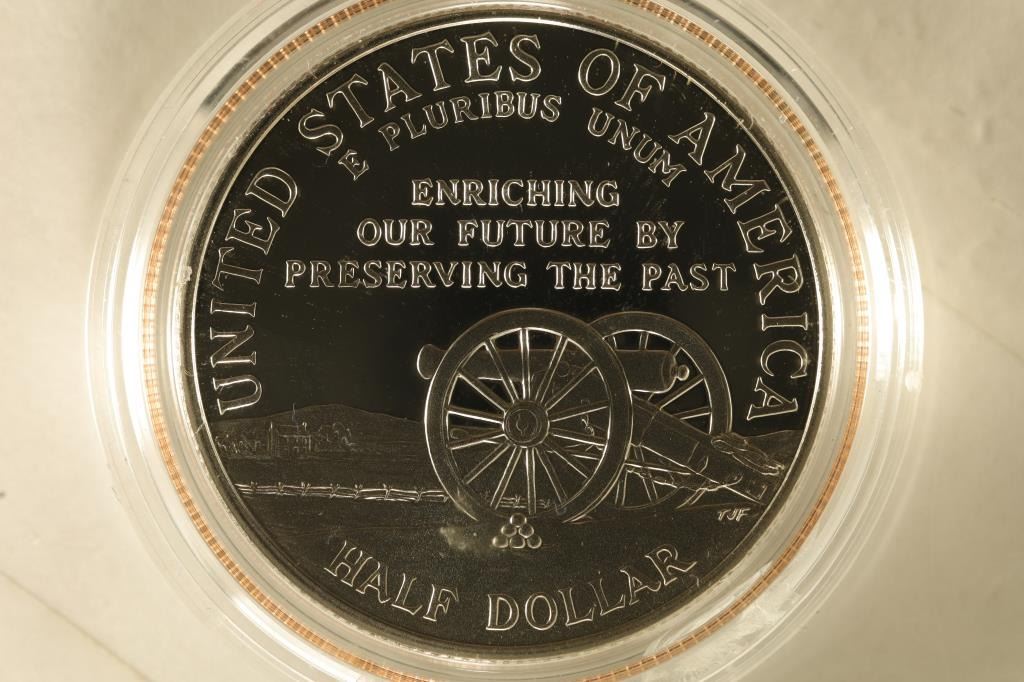 UNITED STATES OF AMERICA
E PLURIBUS UNUM
ENRICHING
OUR FUTURE BY
PRESERVING THE PAST
TJF
HALF DOLLAR